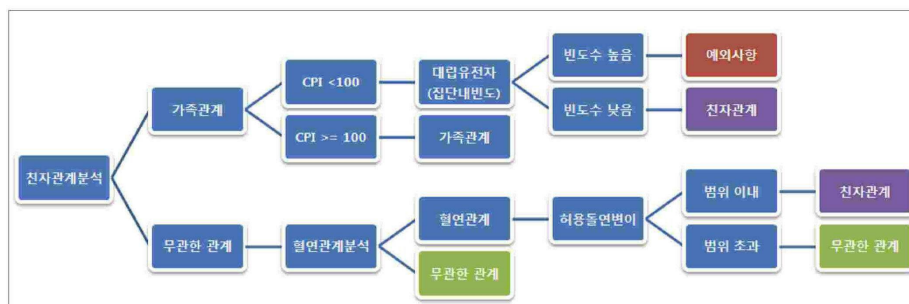 친자관계분석
가족관계
CPI <100
대립유전자
(집단내빈도)
빈도수 높음
예외사항
빈도수 낮음
친자관계
CPI >= 100
가족관계
무관한 관계
혈연관계분석
혈연관계
허용돌연변이
범위 이내
친자관계
범위 초과
무관한 관계
무관한 관계